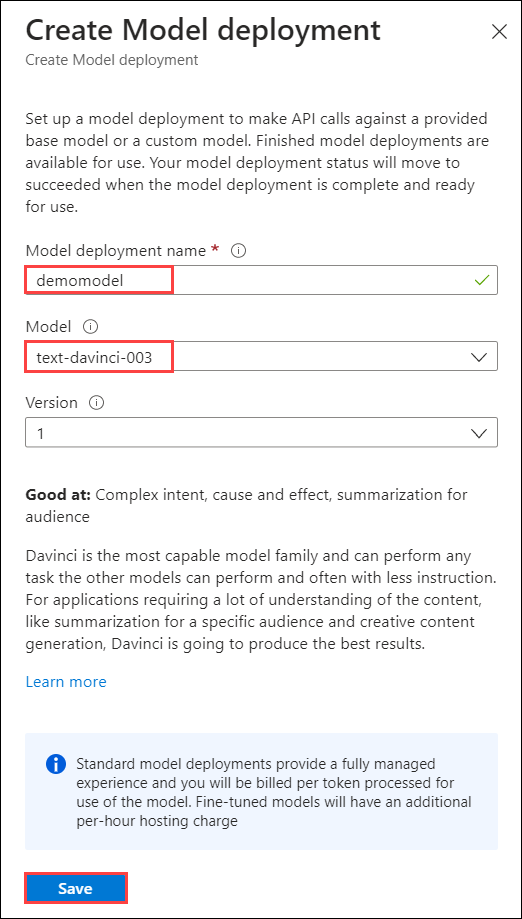 Create Model deployment
Create Model deployment
Set up a model deployment to make API calls against a provided
base model or a custom model. Finished model deployments are
available for use. Your model deployment status will move to
succeeded when the model deployment is complete and ready
for use.
Model deployment name *
demomodel
Model
text-davinci-003
Version
1
Good at: Complex intent, cause and effect, summarization for
audience
Davinci is the most capable model family and can perform any
task the other models can perform and often with less instruction.
For applications requiring a lot of understanding of the content,
like summarization for a specific audience and creative content
generation, Davinci is going to produce the best results.
Learn more
Standard model deployments provide a fully managed
experience and you will be billed per token processed for
use of the model. Fine-tuned models will have an additional
per-hour hosting charge
Save